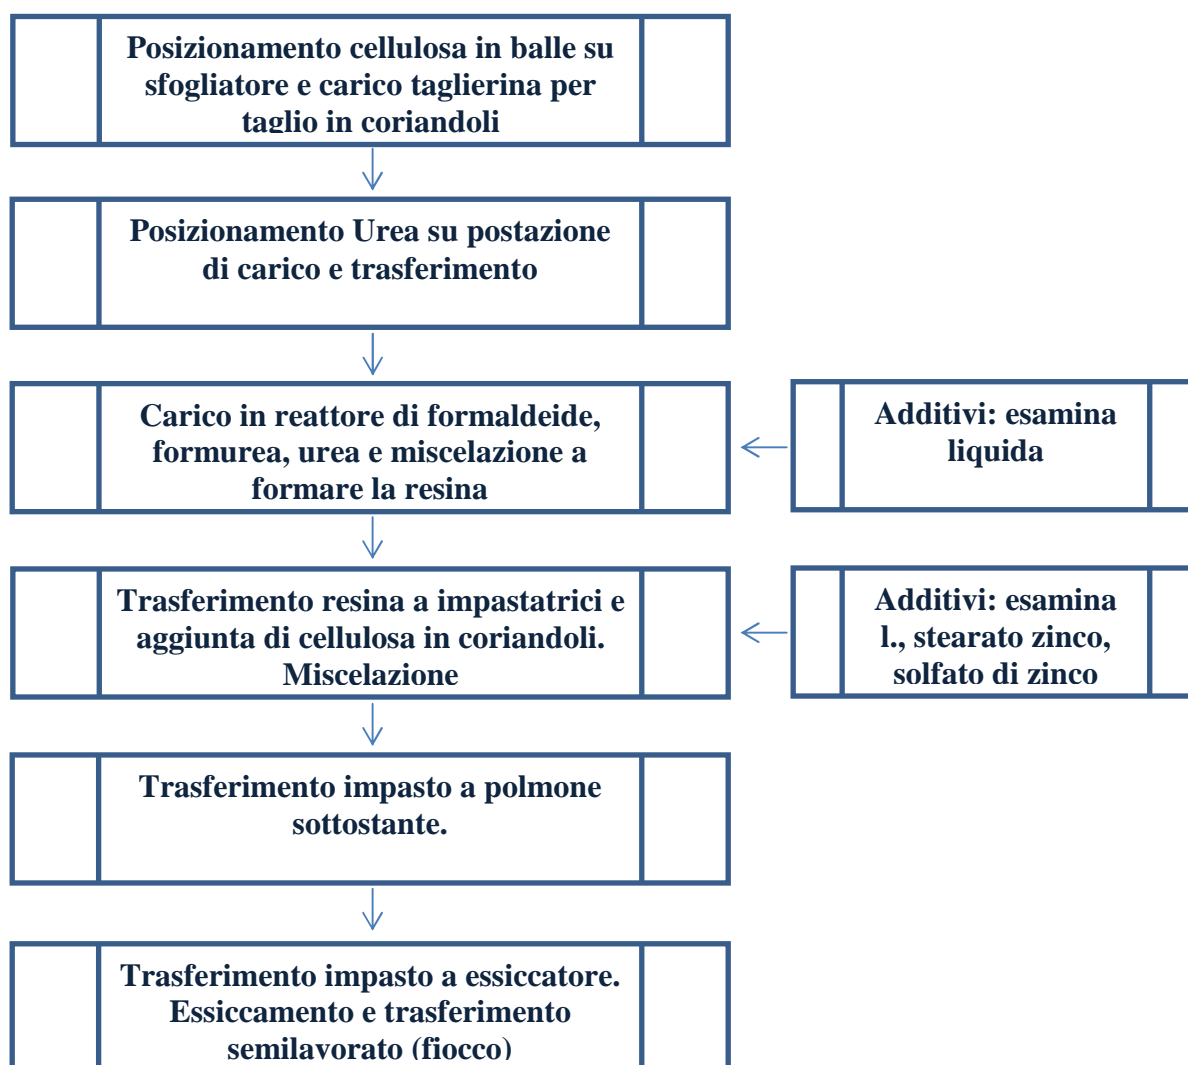 Posizionamento cellulosa in balle su
sfogliatore e carico taglierina per
taglio in coriandoli
Posizionamento Urea su postazione
di carico e trasferimento
Carico in reattore di formaldeide,
formurea, urea e miscelazione a
formare la resina
Additivi: esamina
liquida
Trasferimento resina a impastatrici e
aggiunta di cellulosa in coriandoli.
Miscelazione
Additivi: esamina
l., stearato zinco,
solfato di zinco
Trasferimento impasto a polmone
sottostante.
Trasferimento impasto a essiccatore.
Essiccamento e trasferimento
semilavorato (fiocco)